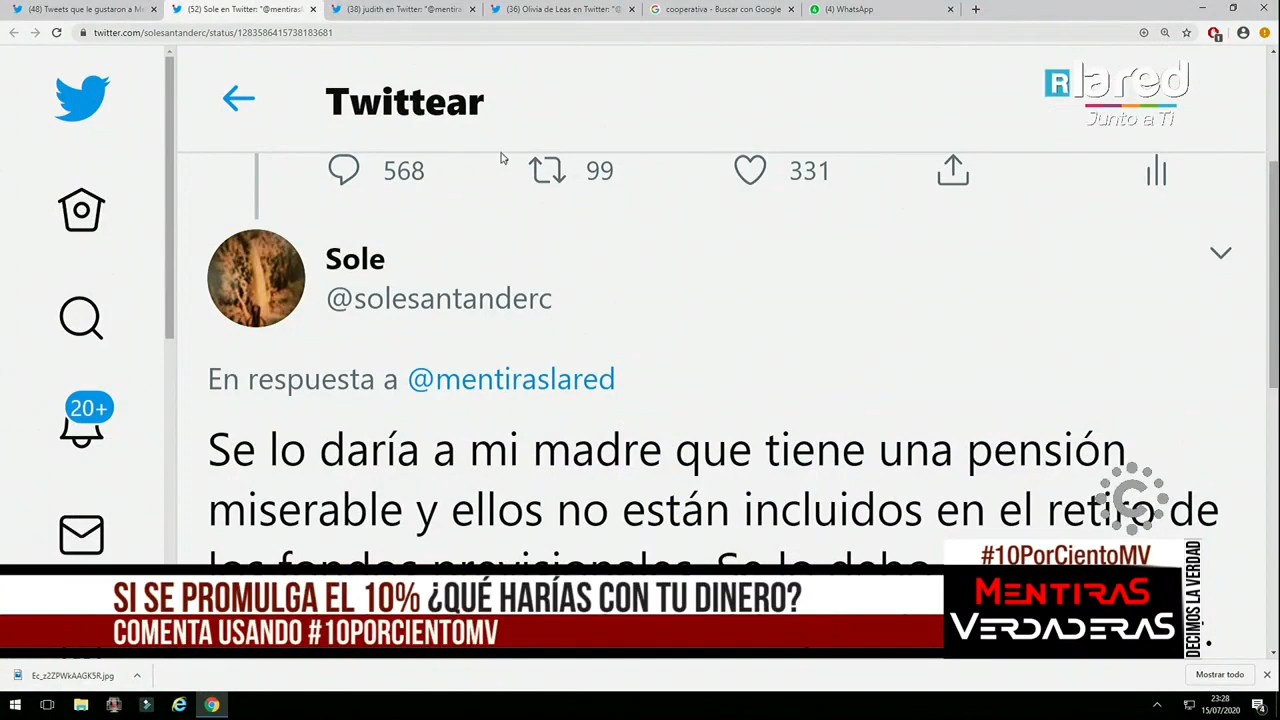 (48) Tweets que le gustaron a Me
(52) Sole en Twitter: "@mentiras
(38) judith en Twitter: "@mentira
(36) Olivia de Leas en Twitter: "@
cooperativa - Buscar con Google
(4) WhatsApp
twitter.com/solesantanderc/status/1283586415738183681
Twittear
R lared
Junto a Ti
568
99
331
Sole
@solesantanderc
En respuesta a @mentiraslared
20+
Se lo daría a mi madre que tiene una pensión
miserable y ellos no están incluidos en el retiro de
los fondos previsionales. Se lo debo
C
#10PorCientoMV
SI SE PROMULGA EL 10% ¿QUÉ HARÍAS CON TU DINERO?
COMENTA USANDO #10PORCIENTOMV
MENTIRAS
VERDADERAS
DECIMOS LA VERDAD
Ec_z2ZPWkAAGK5R.jpg
Mostrar todo
23:28
15/07/2020
4